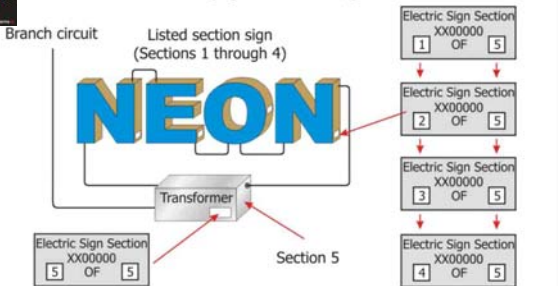 Branch circuit
Listed section sign
(Sections 1 through 4)
NEON
Transformer
Section 5
Electric Sign Section
XX00000
5 OF 5
Electric Sign Section
XX00000
1 OF 5
Electric Sign Section
XX00000
2 OF 5
Electric Sign Section
XX00000
3 OF 5
Electric Sign Section
XX00000
4 OF 5